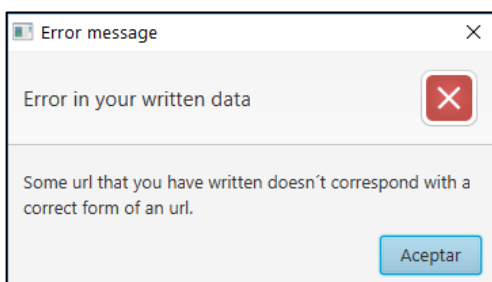 Error message
Error in your written data
Some url that you have written doesn´t correspond with a
correct form of an url.
Aceptar